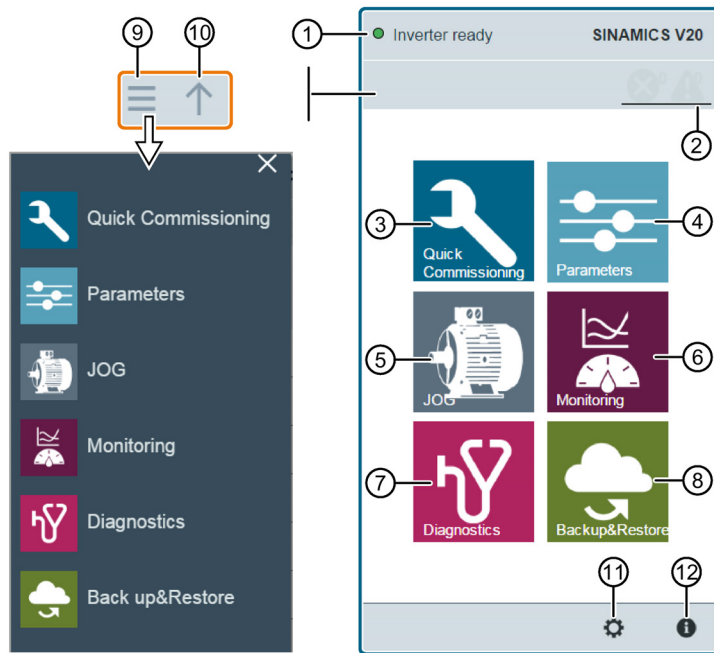 9
10
1
Inverter ready
SINAMICS V20
2
Quick Commissioning
Parameters
JOG
Monitoring
Diagnostics
Back up&Restore
3
Quick
Commissioning
4
Parameters
5
JOG
6
Monitoring
7
Diagnostics
8
Backup&Restore
11
12